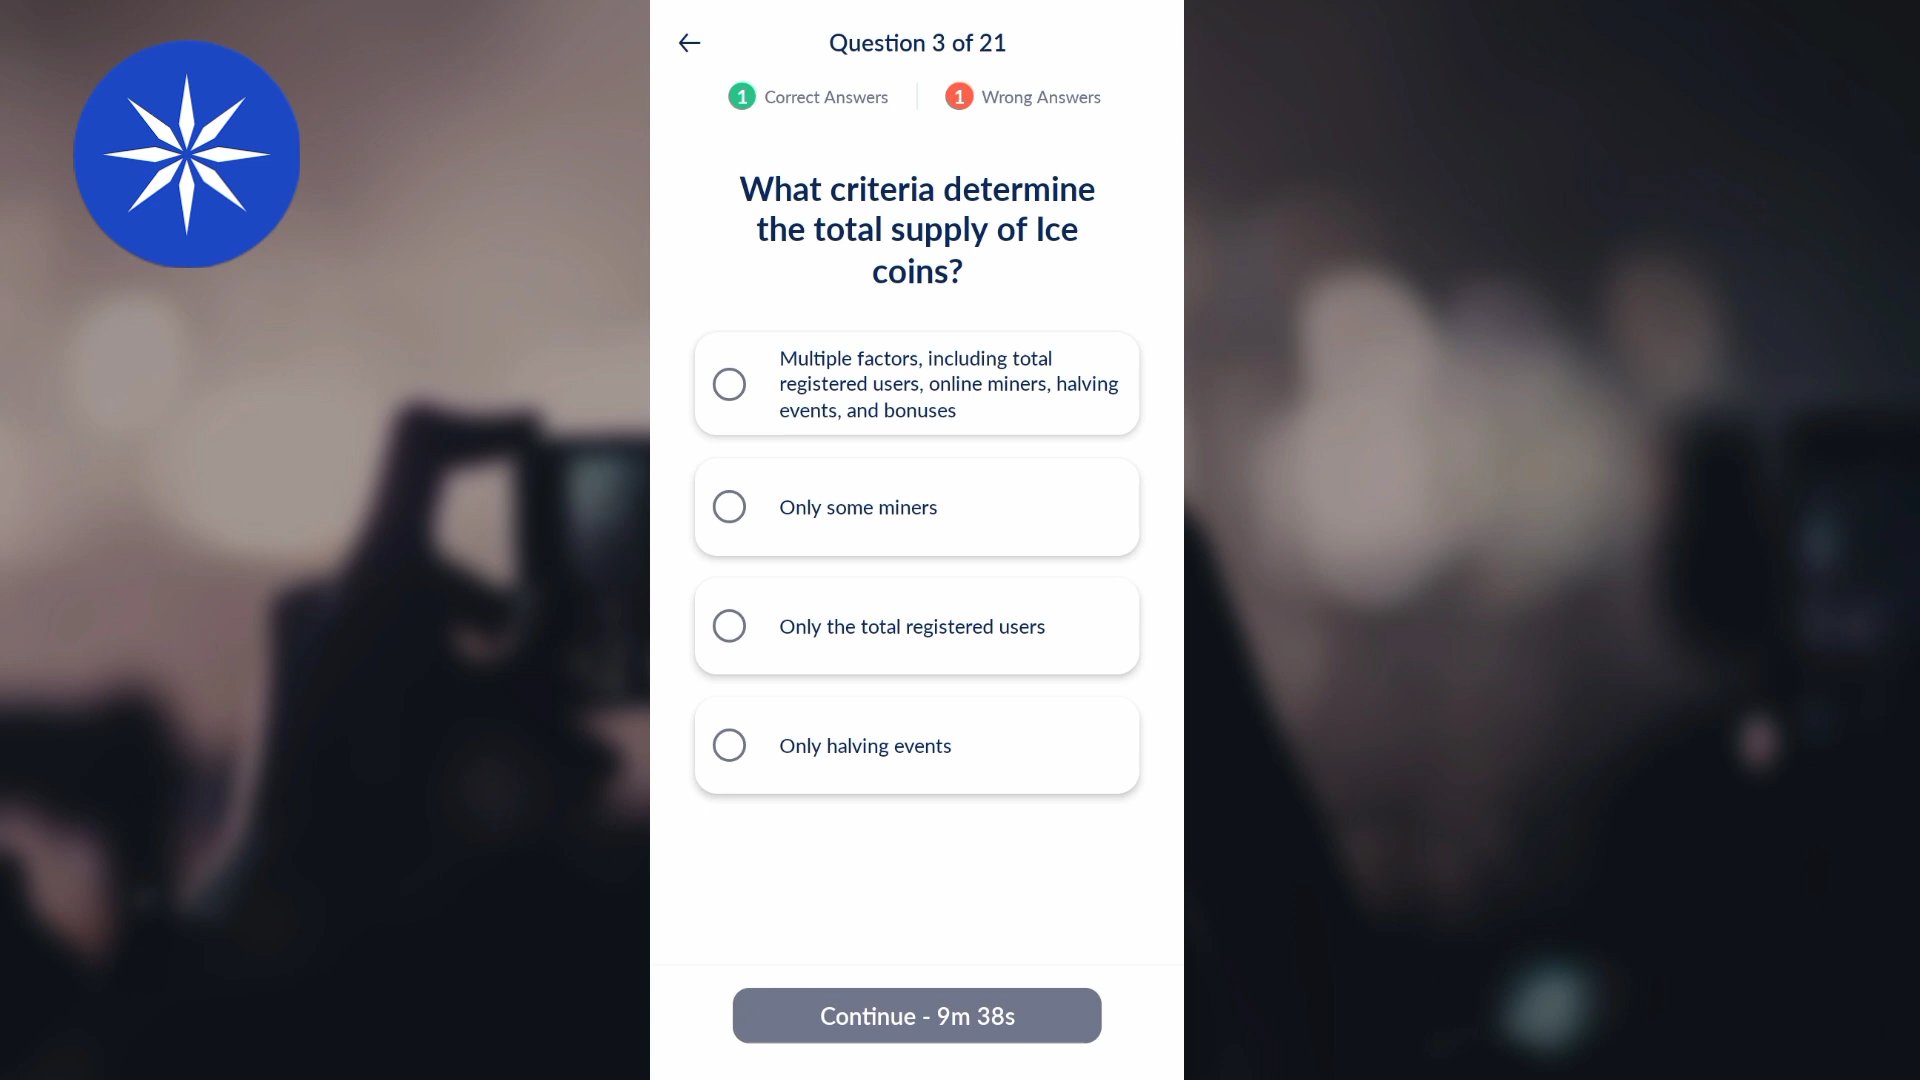 Question 3 of 21
1 Correct Answers
1 Wrong Answers
What criteria determine
the total supply of Ice
coins?
Multiple factors, including total
registered users, online miners, halving
events, and bonuses
Only some miners
Only the total registered users
Only halving events
Continue - 9m 38s